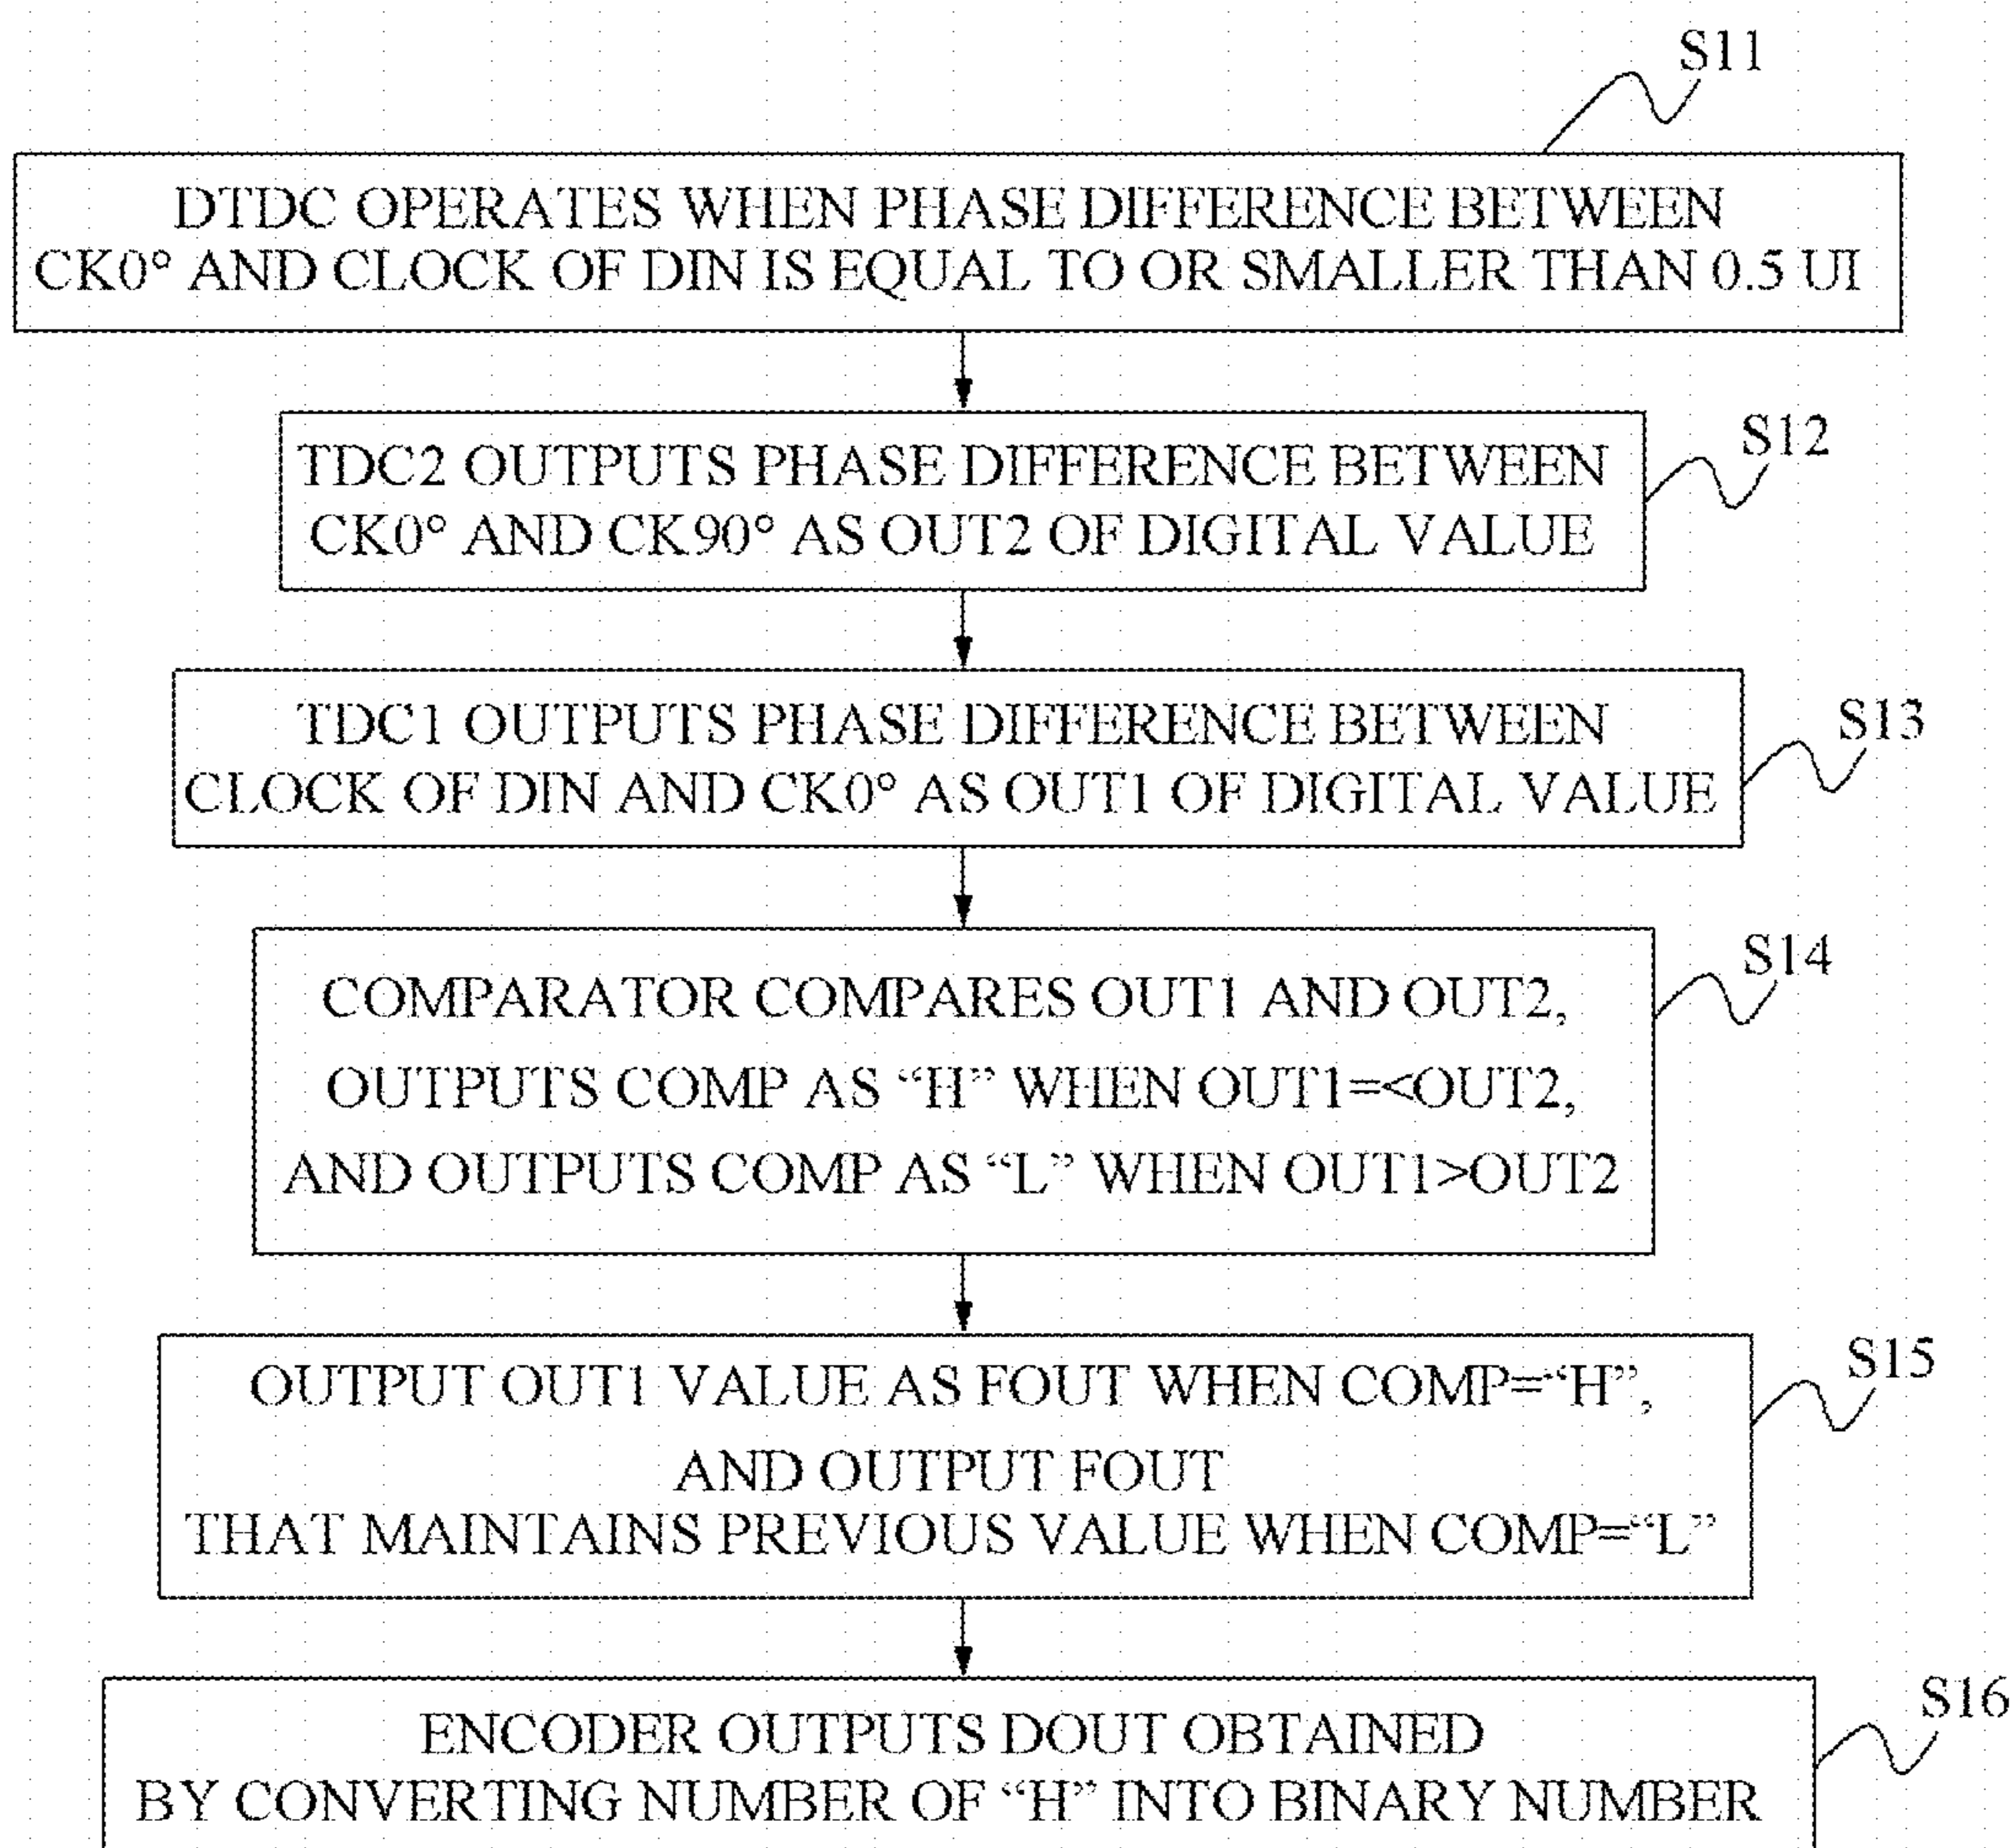 S11
DTDC OPERATES WHEN PHASE DIFFERENCE BETWEEN
CK0° AND CLOCK OF DIN IS EQUAL TO OR SMALLER THAN 0.5 UI
S12
TDC2 OUTPUTS PHASE DIFFERENCE BETWEEN
CK0° AND CK90° AS OUT2 OF DIGITAL VALUE
S13
TDC1 OUTPUTS PHASE DIFFERENCE BETWEEN
CLOCK OF DIN AND CK0° AS OUT1 OF DIGITAL VALUE
S14
COMPARATOR COMPARES OUT1 AND OUT2,
OUTPUTS COMP AS “H” WHEN OUT1=<OUT2,
AND OUTPUTS COMP AS “L” WHEN OUT1>OUT2
S15
OUTPUT OUT1 VALUE AS FOUT WHEN COMP=“H”,
AND OUTPUT FOUT
THAT MAINTAINS PREVIOUS VALUE WHEN COMP=“L”
S16
ENCODER OUTPUTS DOUT OBTAINED
BY CONVERTING NUMBER OF “H” INTO BINARY NUMBER